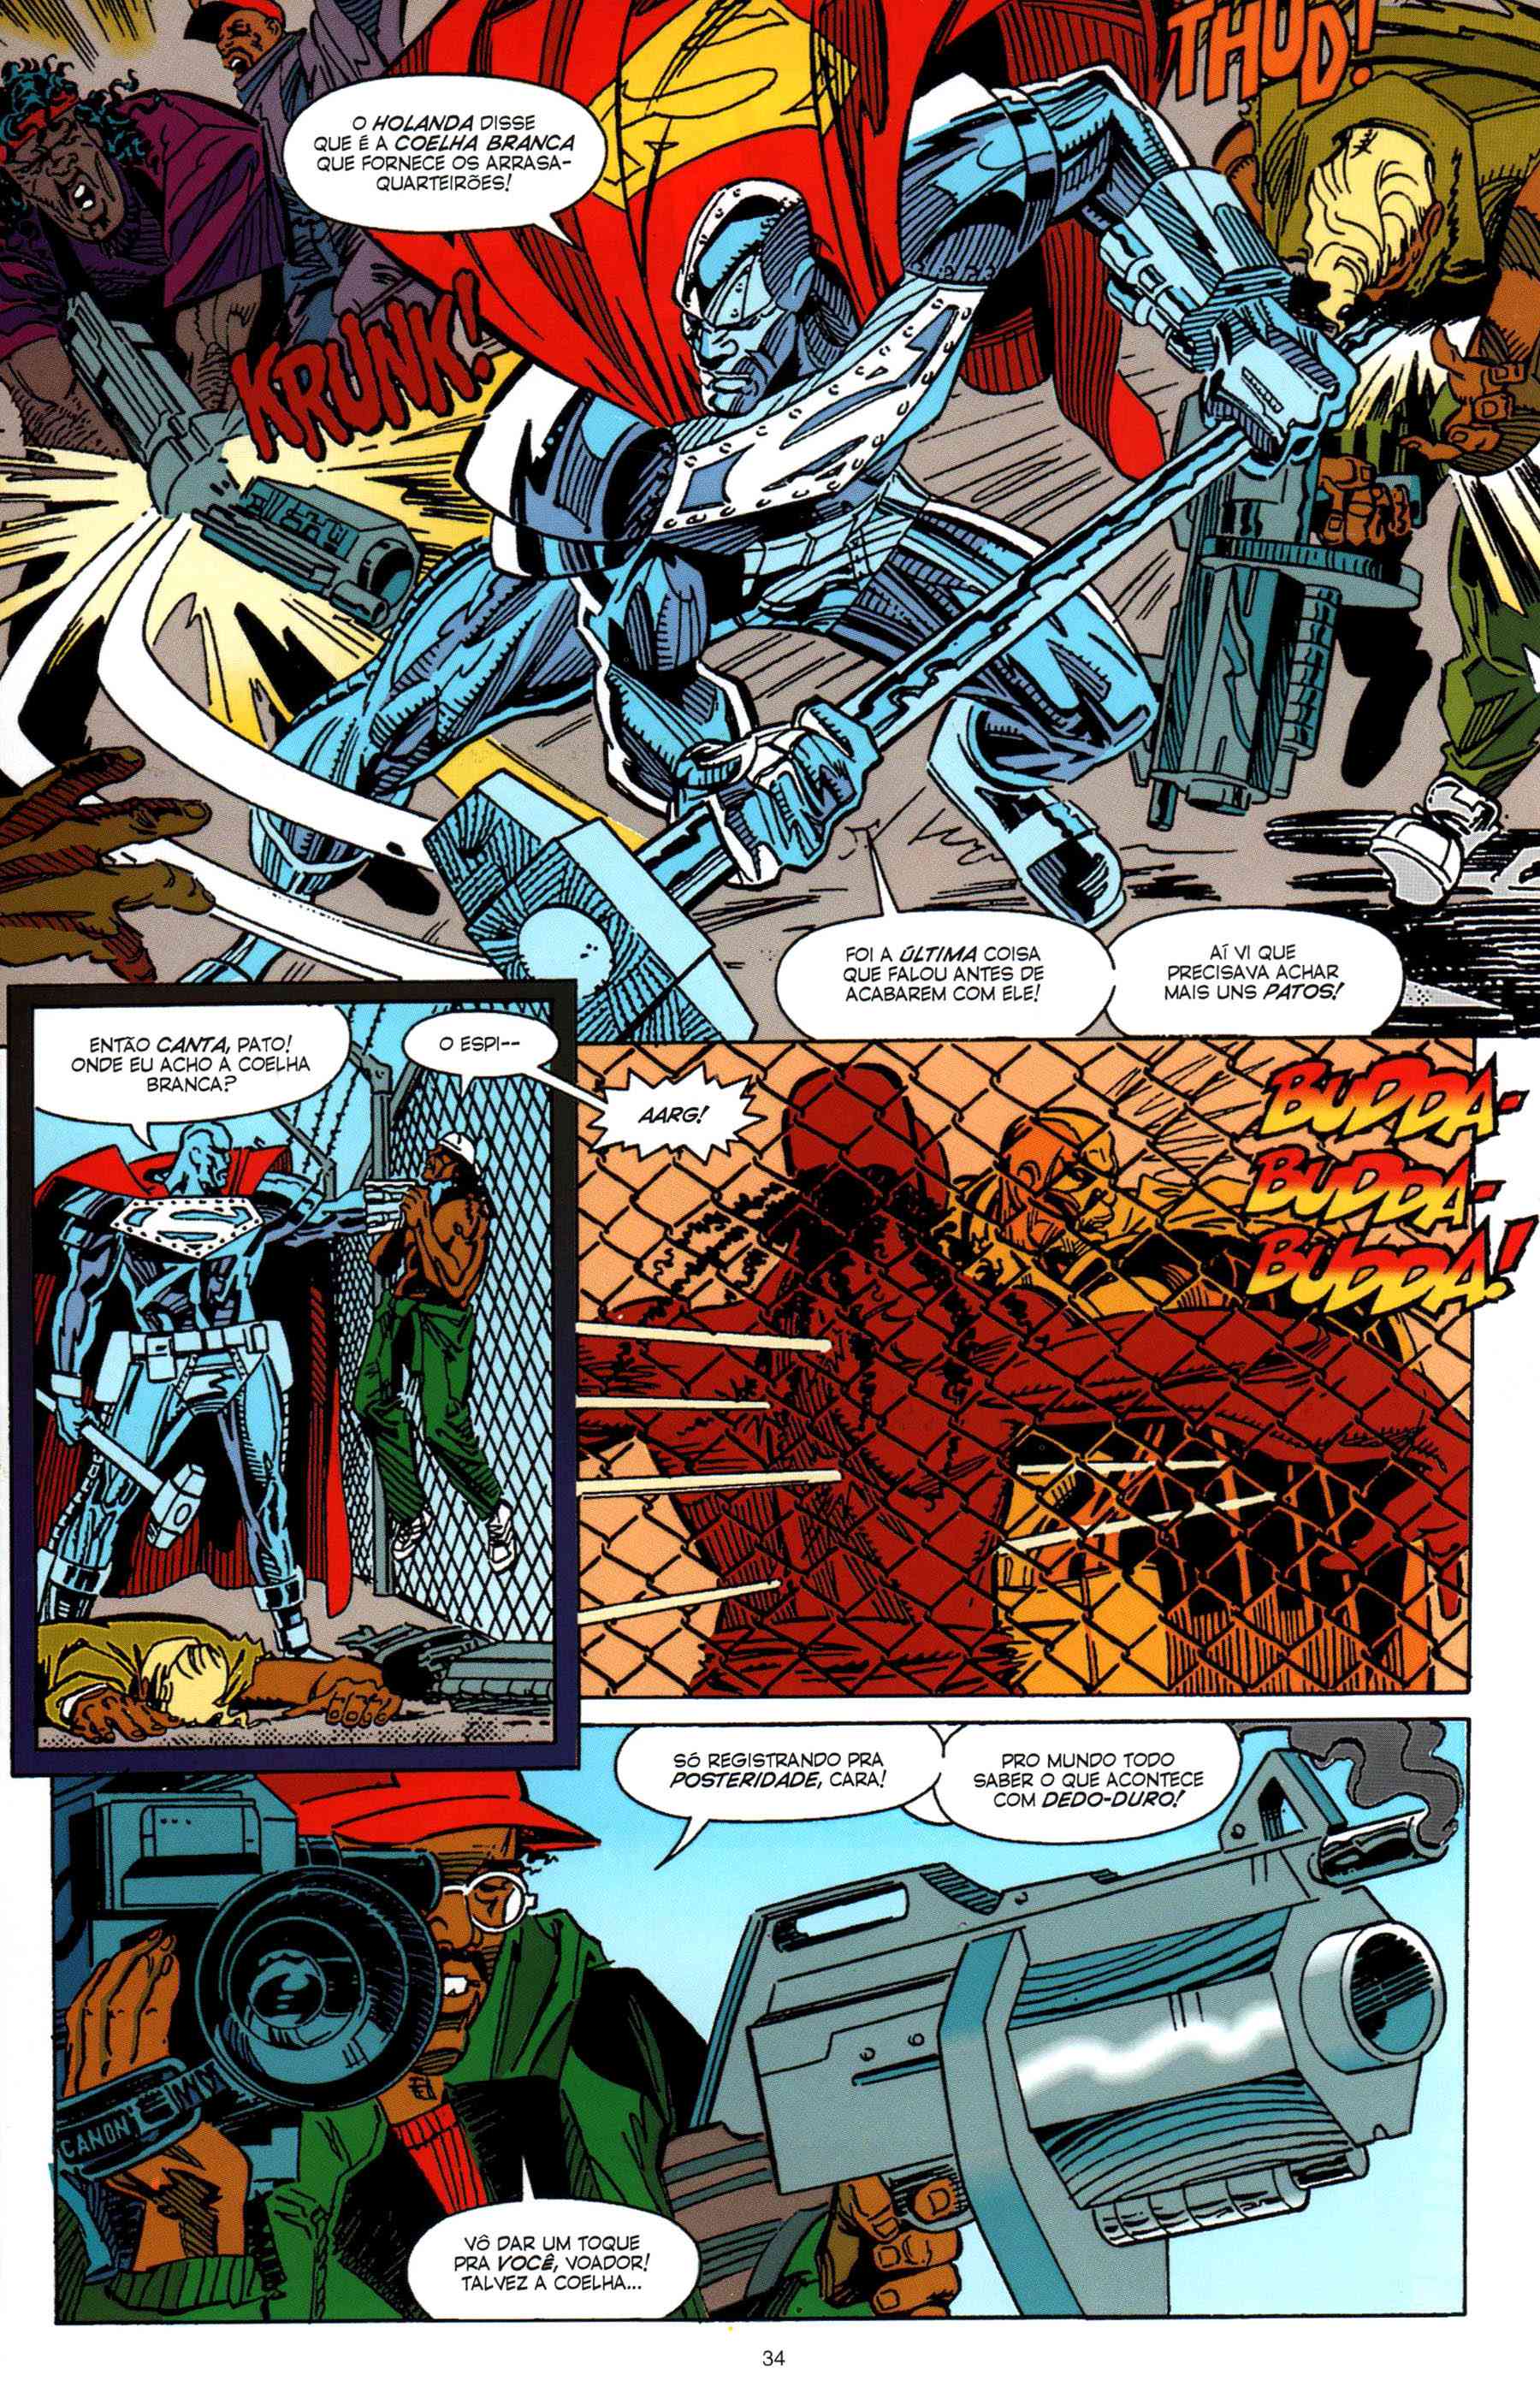 THUD!
O HOLANDA DISSE
QUE É A COELHA BRANCA
QUE FORNECE OS ARRASA-
QUARTEIRÕES!
KRUNK!
FOI A ÚLTIMA COISA
QUE FALOU ANTES DE
ACABAREM COM ELE!
AÍ VI QUE
PRECISAVA ACHAR
MAIS UNS PATOS!
ENTÃO CANTA, PATO!
ONDE EU ACHO A COELHA
BRANCA?
O ESPI--
AARG!
BUDDA-
BUDDA-
BUDDA!
SÓ REGISTRANDO PRA
POSTERIDADE, CARA!
PRO MUNDO TODO
SABER O QUE ACONTECE
COM DEDO-DURO!
CANON
VÔ DAR UM TOQUE
PRA VOCÊ, VOADOR!
TALVEZ A COELHA...
34